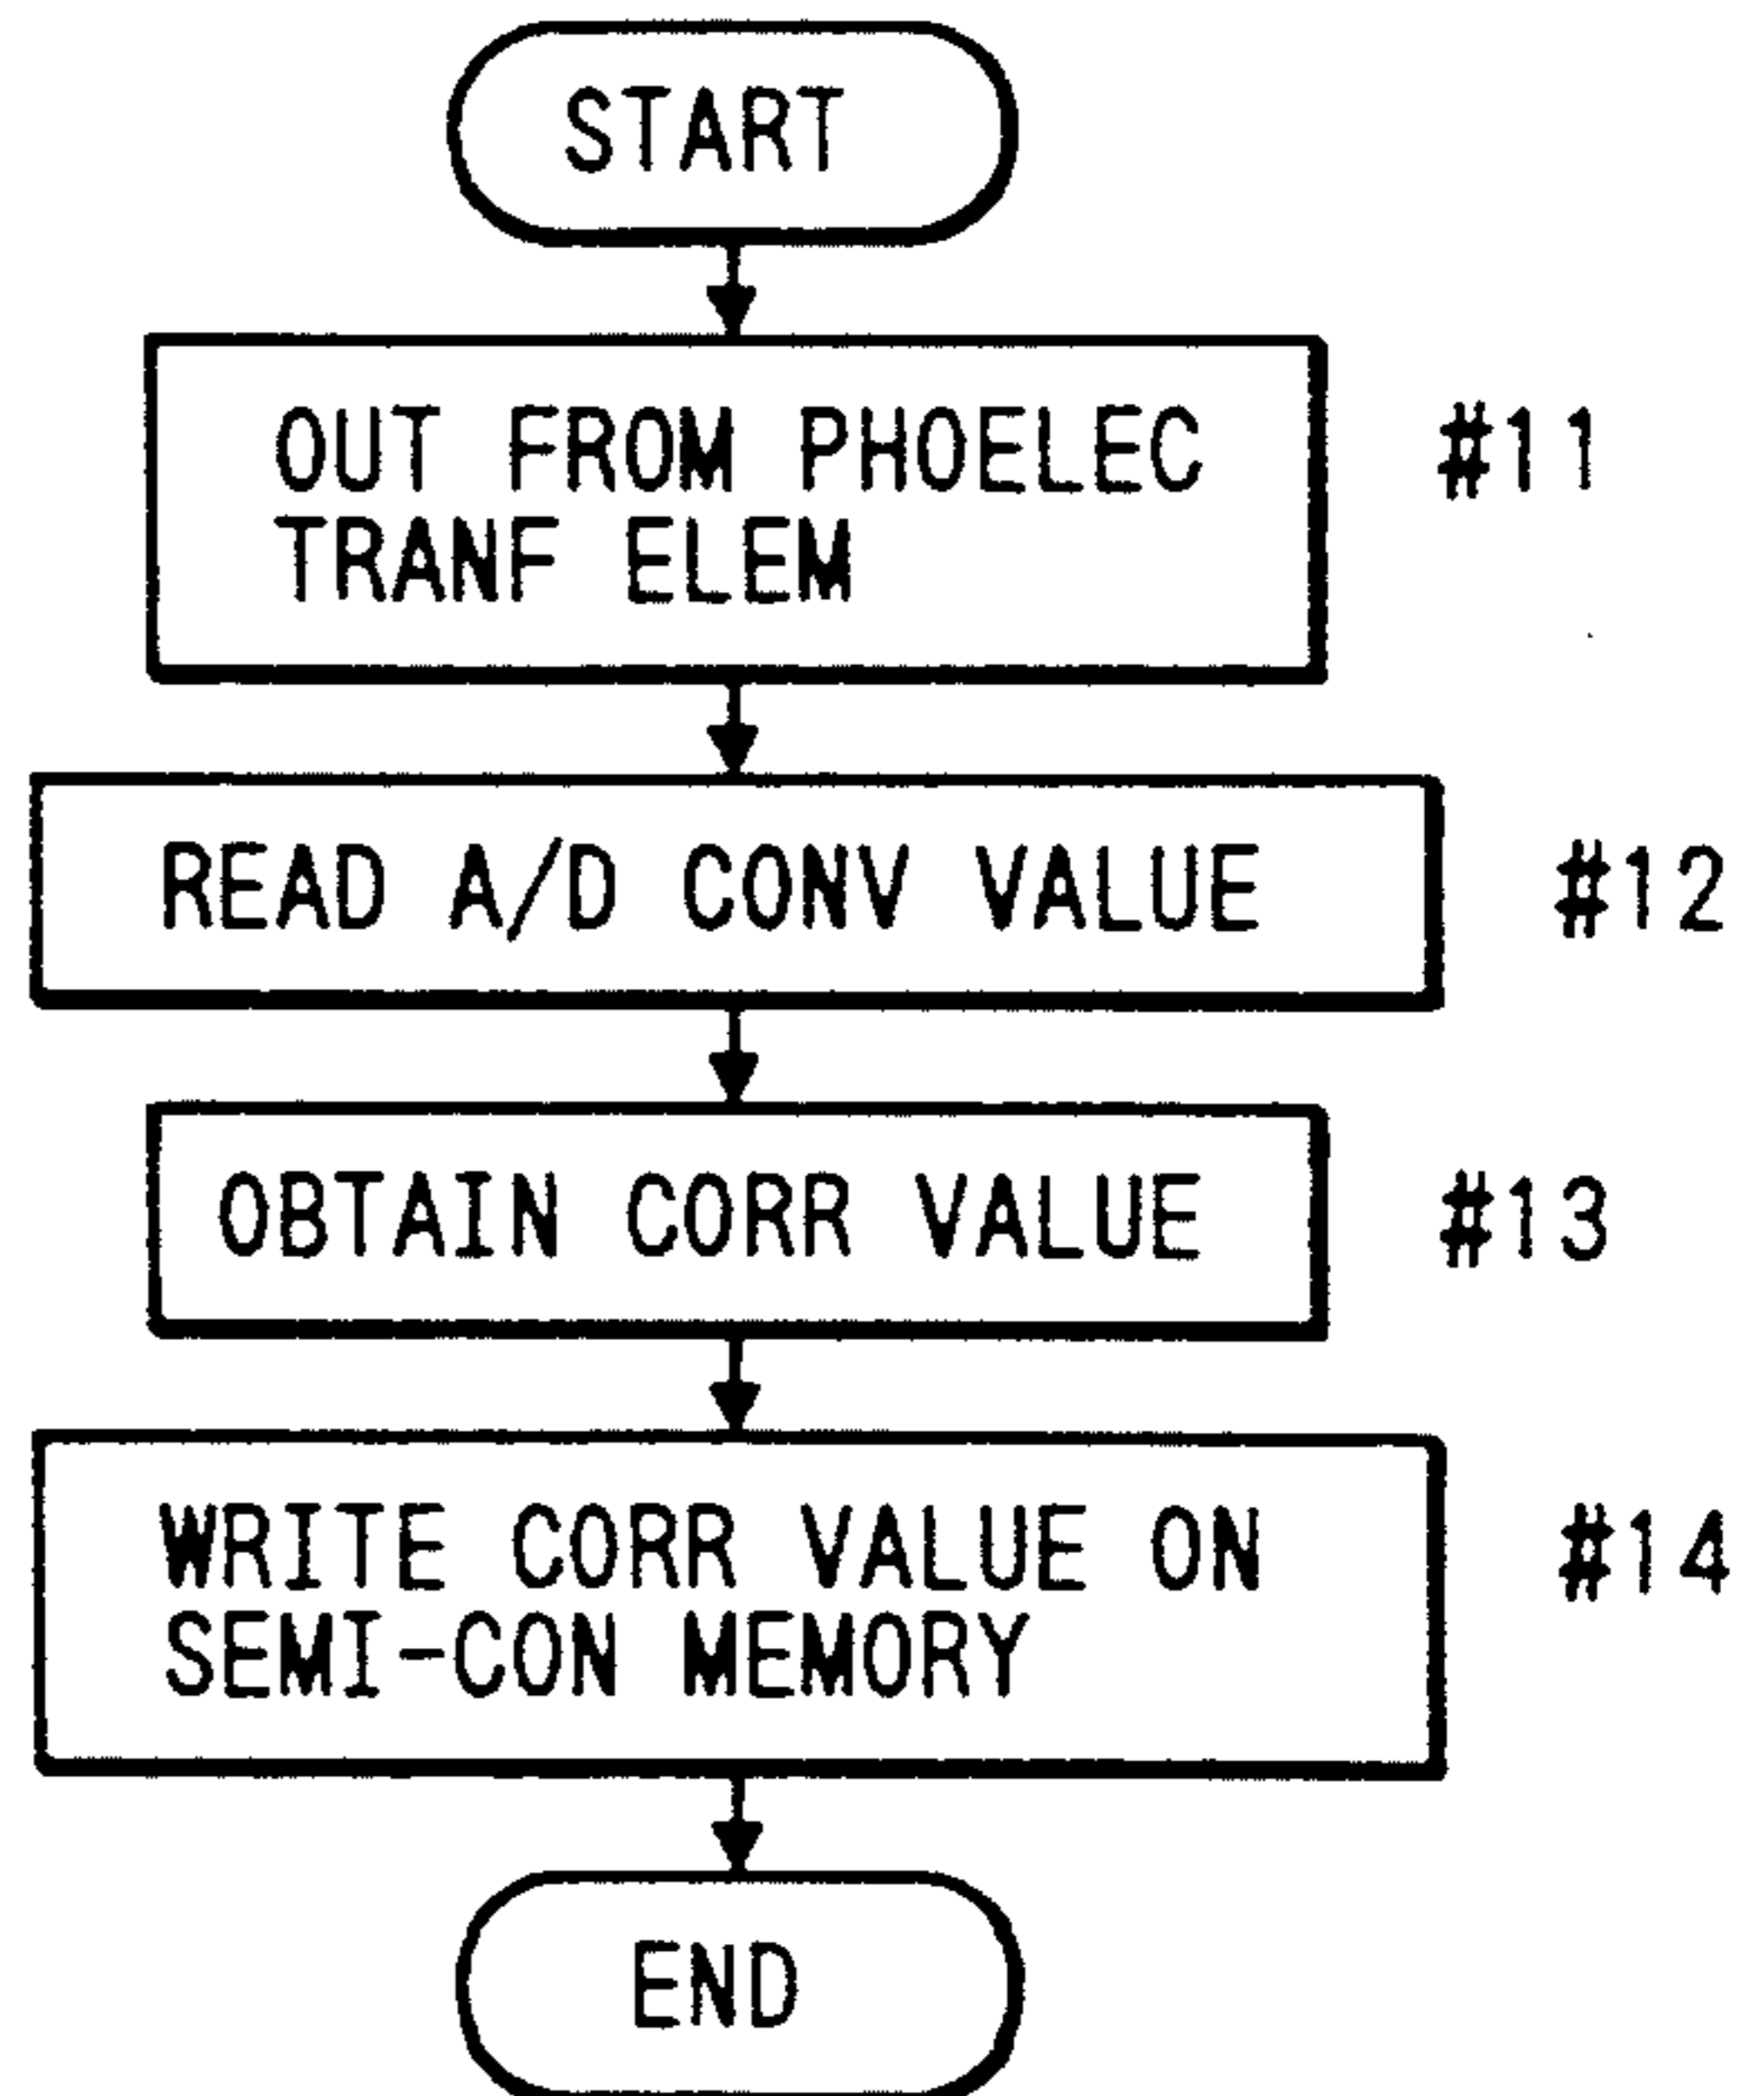 START
OUT FROM PHOELEC
TRANF ELEM
#11
READ A/D CONV VALUE
#12
OBTAIN CORR VALUE
#13
WRITE CORR VALUE ON
SEMI-CON MEMORY
#14
END